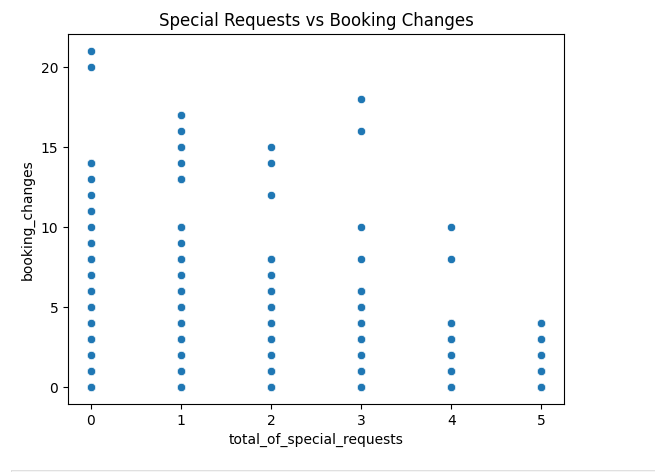 Special Requests vs Booking Changes
booking_changes
20
15
10
5
0
0 1 2 3 4 5
total_of_special_requests